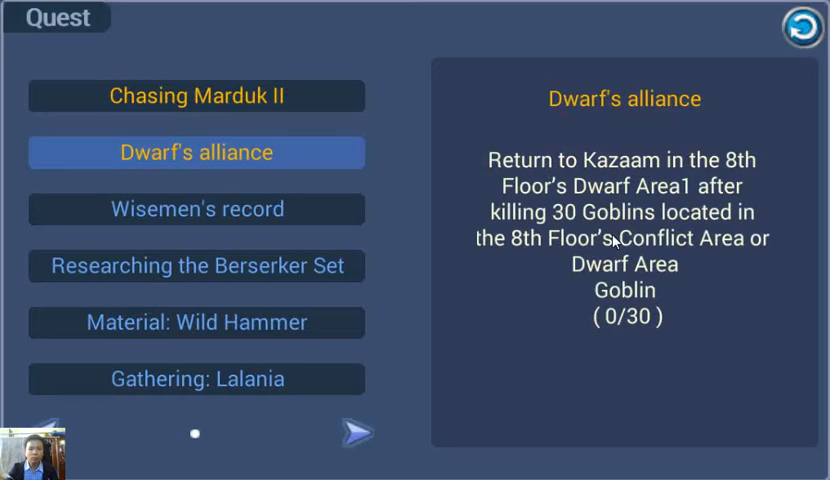 Quest
Chasing Marduk II
Dwarf's alliance
Wisemen's record
Researching the Berserker Set
Material: Wild Hammer
Gathering: Lalania
Dwarf's alliance
Return to Kazaam in the 8th
Floor's Dwarf Area1 after
killing 30 Goblins located in
the 8th Floor's Conflict Area or
Dwarf Area
Goblin
( 0/30 )